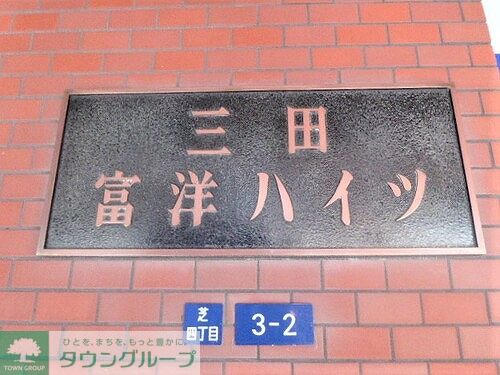 三田
富洋ハイツ
芝
四丁目
3-2
ひとを、まちを、もっと豊かに。
タウングループ
TOWN GROUP